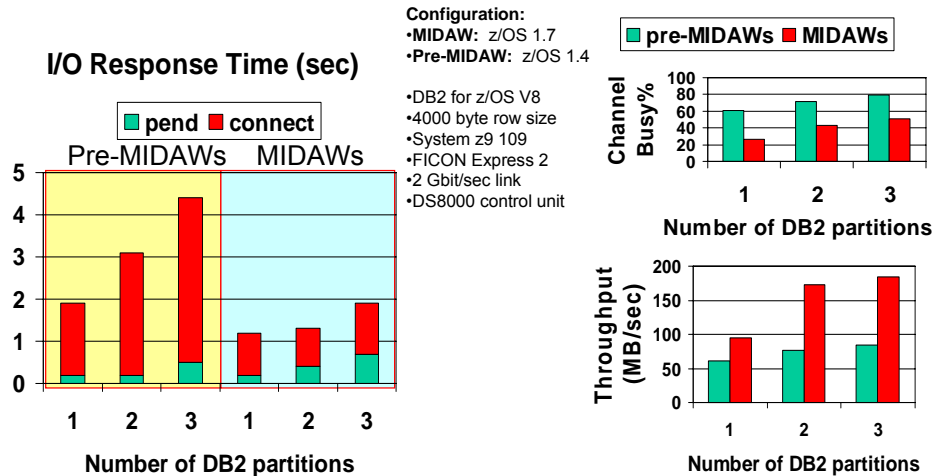 I/O Response Time (sec)
pend connect
Pre-MIDAWs MIDAWs
5
4
3
2
1
0
1 2 3 1 2 3
Number of DB2 partitions
Configuration:
•MIDAW: z/OS 1.7
•Pre-MIDAW: z/OS 1.4
•DB2 for z/OS V8
•4000 byte row size
•System z9 109
•FICON Express 2
•2 Gbit/sec link
•DS8000 control unit
pre-MIDAWs MIDAWs
Channel
Busy%
100
80
60
40
20
0
1 2 3
Number of DB2 partitions
Throughput
(MB/sec)
200
150
100
50
0
1 2 3
Number of DB2 partitions